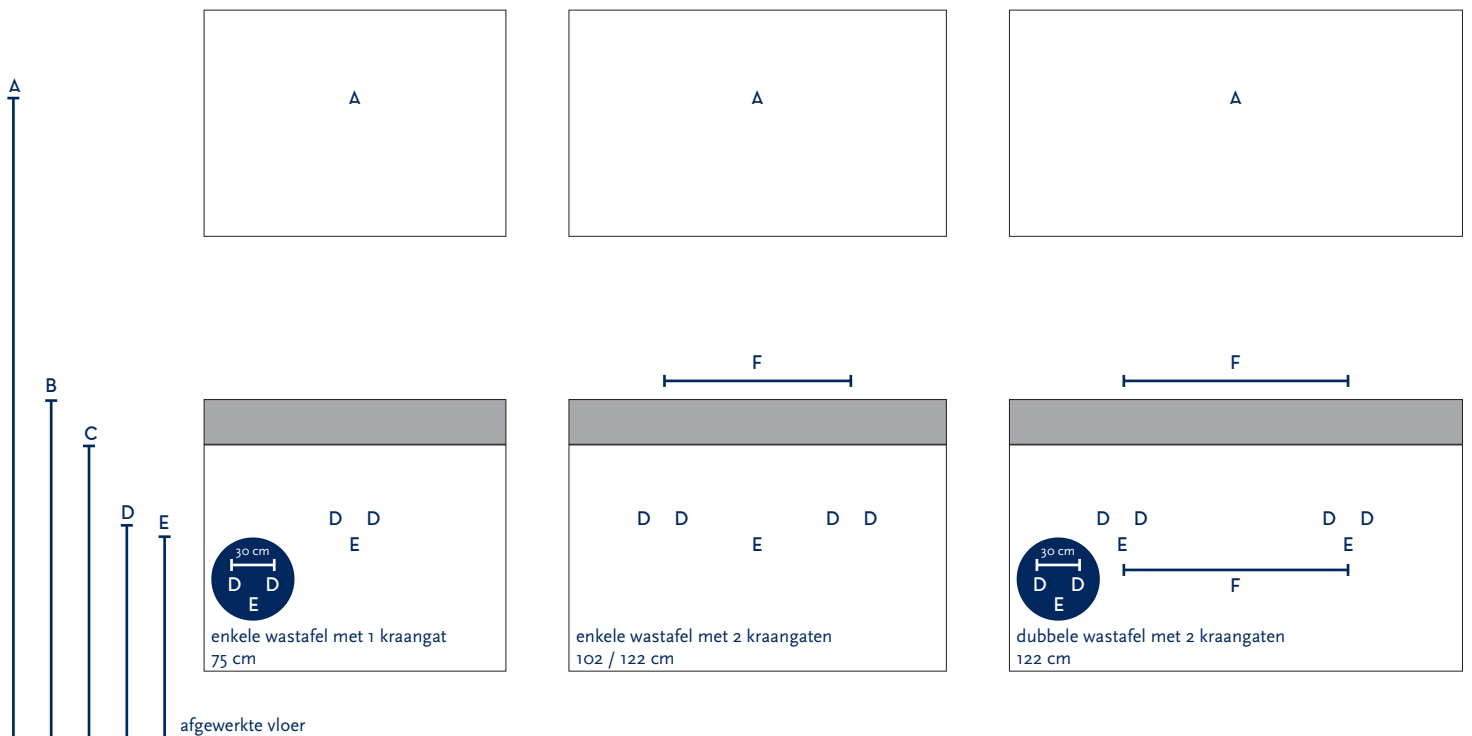 A
A
A
A
B
F
F
C
D
E
D D
D D
D D
D D
D D
E
E
E
E
30 cm
D D
E
30 cm
D D
E
F
enkele wastafel met 1 kraangat
75 cm
enkele wastafel met 2 kraangaten
102 / 122 cm
dubbele wastafel met 2 kraangaten
122 cm
afgewerkte vloer